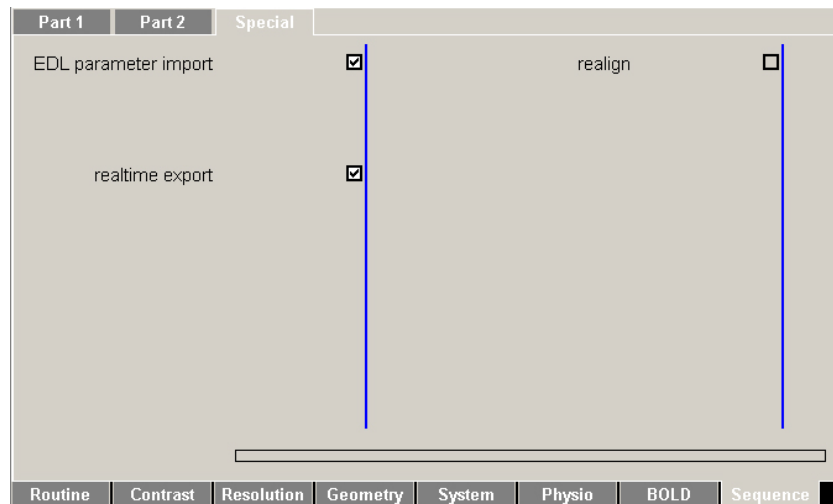 Part 1 Part 2 Special
EDL parameter import realign
realtime export
Routine Contrast Resolution Geometry System Physio BOLD Sequence